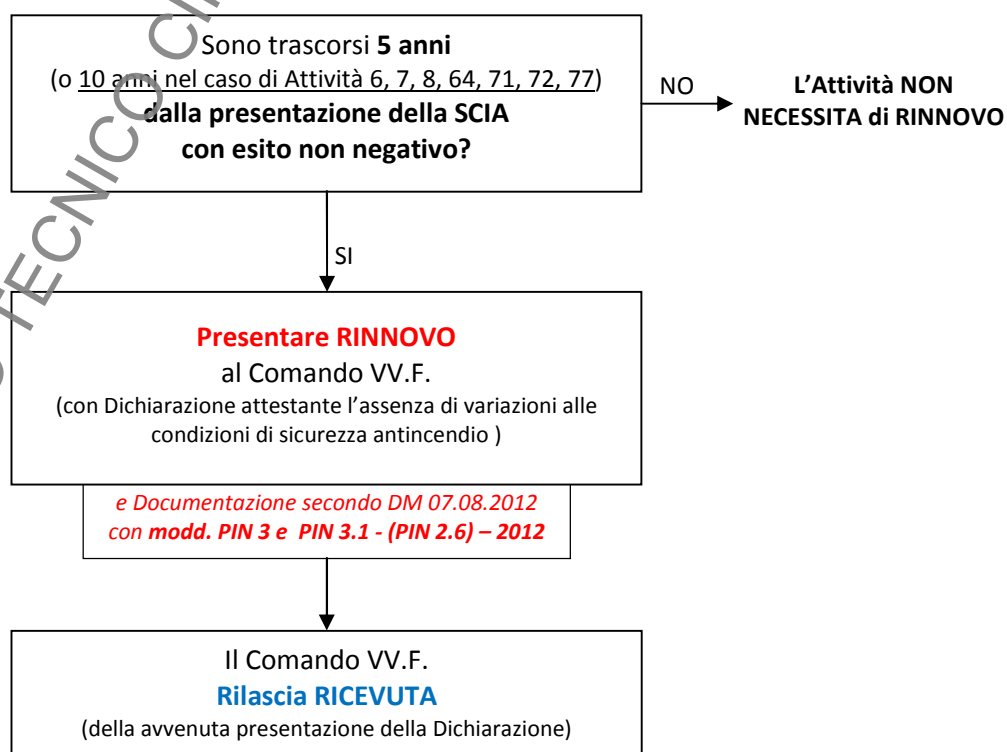 Sono trascorsi 5 anni
(o 10 anni nel caso di Attività 6, 7, 8, 64, 71, 72, 77)
dalla presentazione della SCIA
con esito non negativo?
NO
L'Attività NON
NECESSITA di RINNOVO
SI
Presentare RINNOVO
al Comando VV.F.
(con Dichiarazione attestante l'assenza di variazioni alle
condizioni di sicurezza antincendio )
e Documentazione secondo DM 07.08.2012
con modd. PIN 3 e PIN 3.1 - (PIN 2.6) – 2012
Il Comando VV.F.
Rilascia RICEVUTA
(della avvenuta presentazione della Dichiarazione)
TECNICO